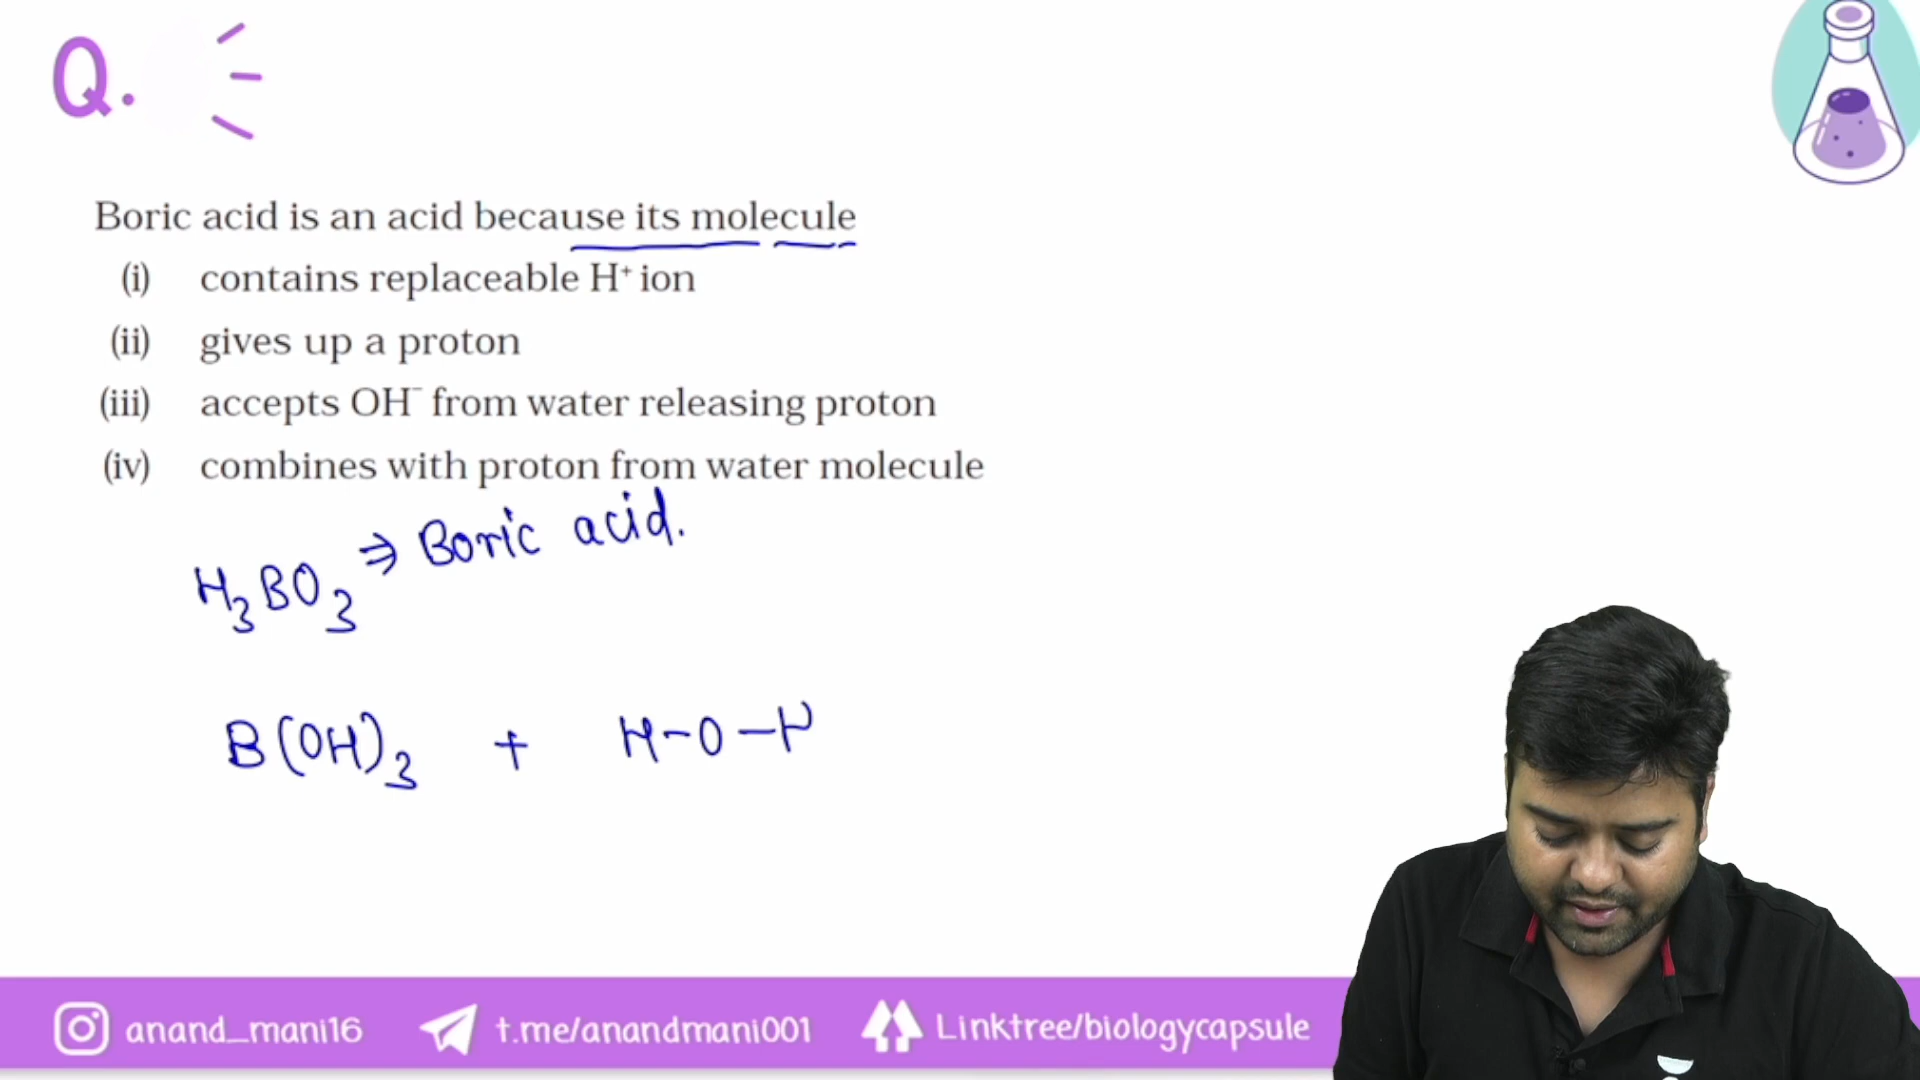 Q.
Boric acid is an acid because its molecule
(i) contains replaceable H⁺ ion
(ii) gives up a proton
(iii) accepts OH⁻ from water releasing proton
(iv) combines with proton from water molecule
H₃BO₃ ⇒ Boric acid.
B(OH)₃ + H-O-H
anand_mani16 t.me/anandmani001 Linktree/biologycapsule